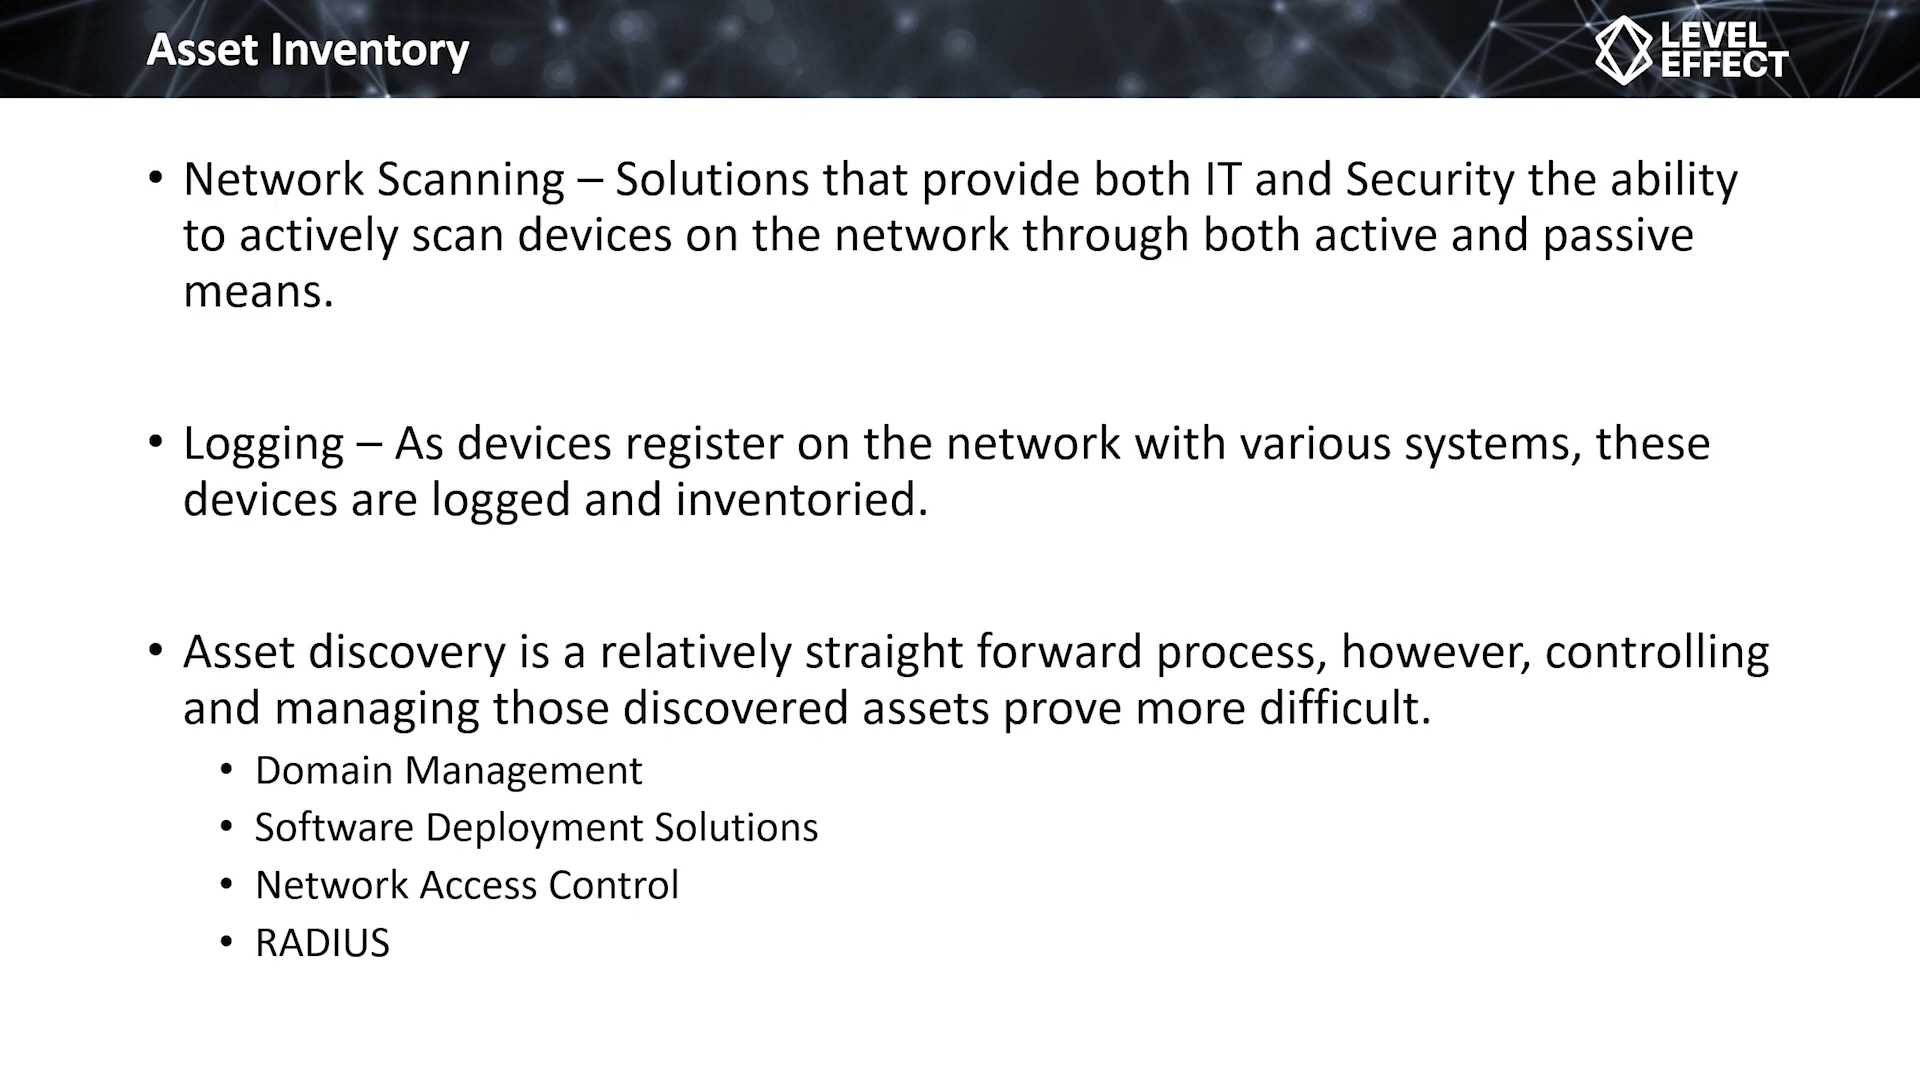 Asset Inventory
LEVEL
EFFECT
• Network Scanning – Solutions that provide both IT and Security the ability
to actively scan devices on the network through both active and passive
means.
• Logging – As devices register on the network with various systems, these
devices are logged and inventoried.
• Asset discovery is a relatively straight forward process, however, controlling
and managing those discovered assets prove more difficult.
• Domain Management
• Software Deployment Solutions
• Network Access Control
• RADIUS